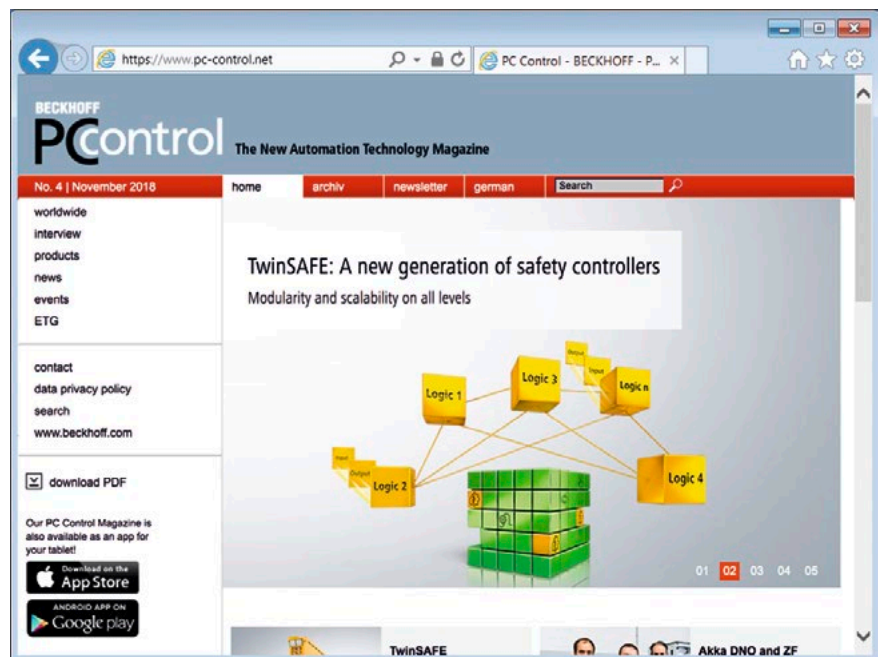 https://www.pc-control.net
PC Control - BECKHOFF - P...
BECKHOFF
PCcontrol The New Automation Technology Magazine
No. 4 | November 2018
home archiv newsletter german Search
worldwide
interview
products
news
events
ETG
contact
data privacy policy
search
www.beckhoff.com
download PDF
Our PC Control Magazine is
also available as an app for
your tablet!
Download on the
App Store
ANDROID APP ON
Google play
TwinSAFE: A new generation of safety controllers
Modularity and scalability on all levels
Logic 1
Logic 3
Output
Input
Logic n
Input
Output
Logic 2
Logic 4
01 02 03 04 05
TwinSAFE
Akka DNO and ZF